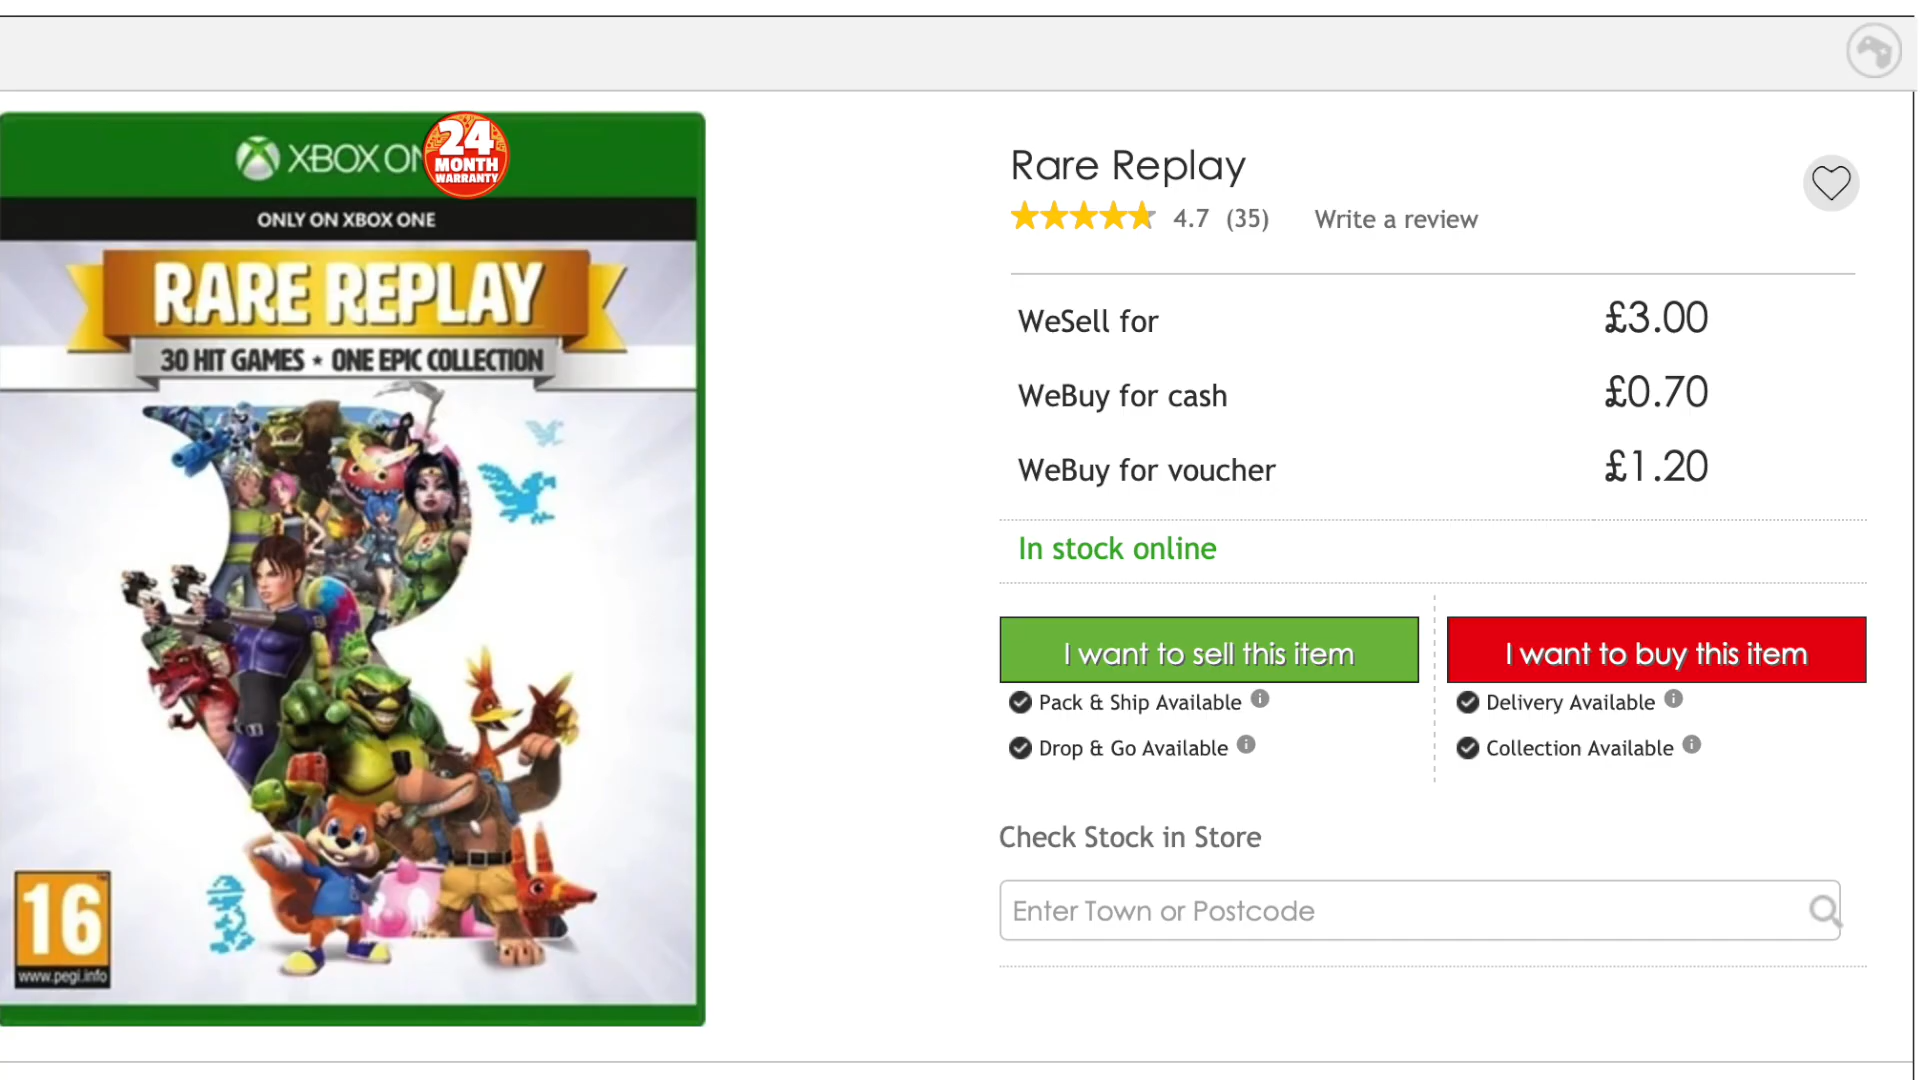 XBOX ON
24
MONTH
WARRANTY
ONLY ON XBOX ONE
RARE REPLAY
30 HIT GAMES ★ ONE EPIC COLLECTION
16
www.pegi.info
Rare Replay
4.7 (35) Write a review
WeSell for £3.00
WeBuy for cash £0.70
WeBuy for voucher £1.20
In stock online
I want to sell this item
I want to buy this item
Pack & Ship Available
Delivery Available
Drop & Go Available
Collection Available
Check Stock in Store
Enter Town or Postcode